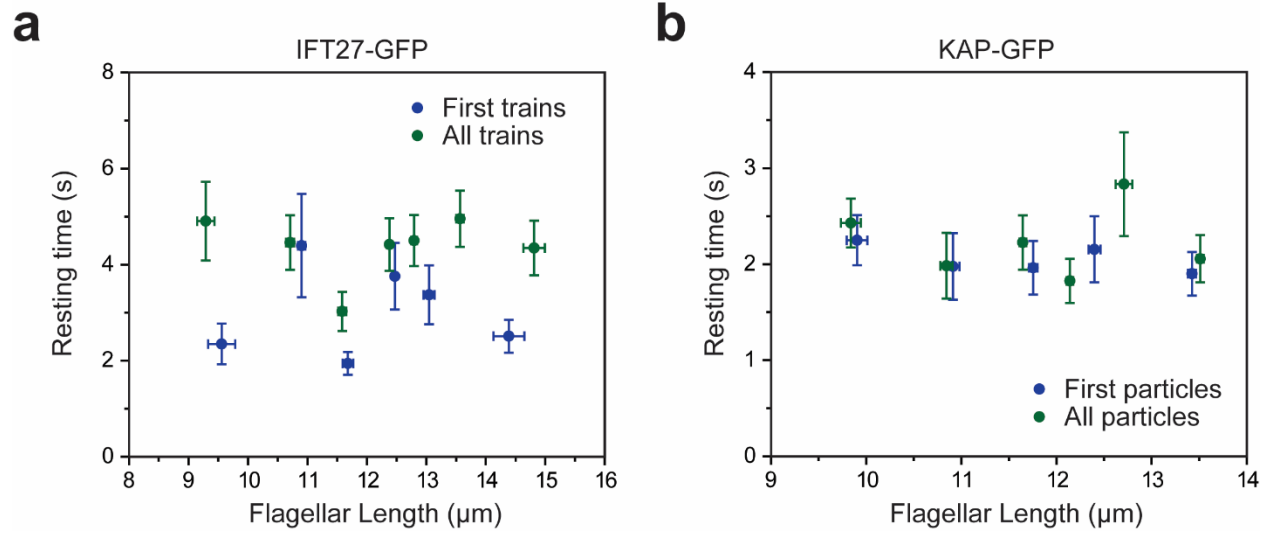 a
IFT27-GFP
First trains
All trains
Resting time (s)
8
6
4
2
0
8 9 10 11 12 13 14 15 16
Flagellar Length (µm)
b
KAP-GFP
First particles
All particles
Resting time (s)
4
3
2
1
0
9 10 11 12 13 14
Flagellar Length (µm)